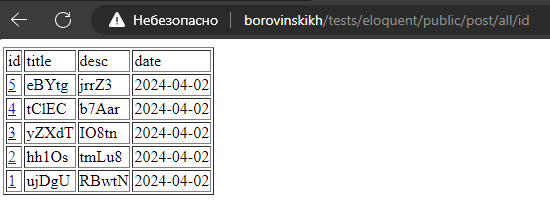 Небезопасно borovinskikh/tests/eloquent/public/post/all/id
id title desc date
5 eBYtg jrrZ3 2024-04-02
4 tClEC b7Aar 2024-04-02
3 yZXdT IO8tn 2024-04-02
2 hh1Os tmLu8 2024-04-02
1 ujDgU RBwtN 2024-04-02